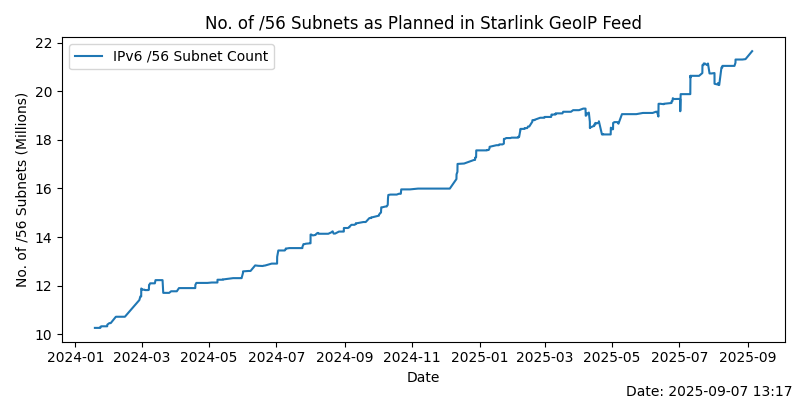 No. of /56 Subnets as Planned in Starlink GeoIP Feed
IPv6 /56 Subnet Count
No. of /56 Subnets (Millions)
22
20
18
16
14
12
10
2024-01 2024-03 2024-05 2024-07 2024-09 2024-11 2025-01 2025-03 2025-05 2025-07 2025-09
Date
Date: 2025-09-07 13:17